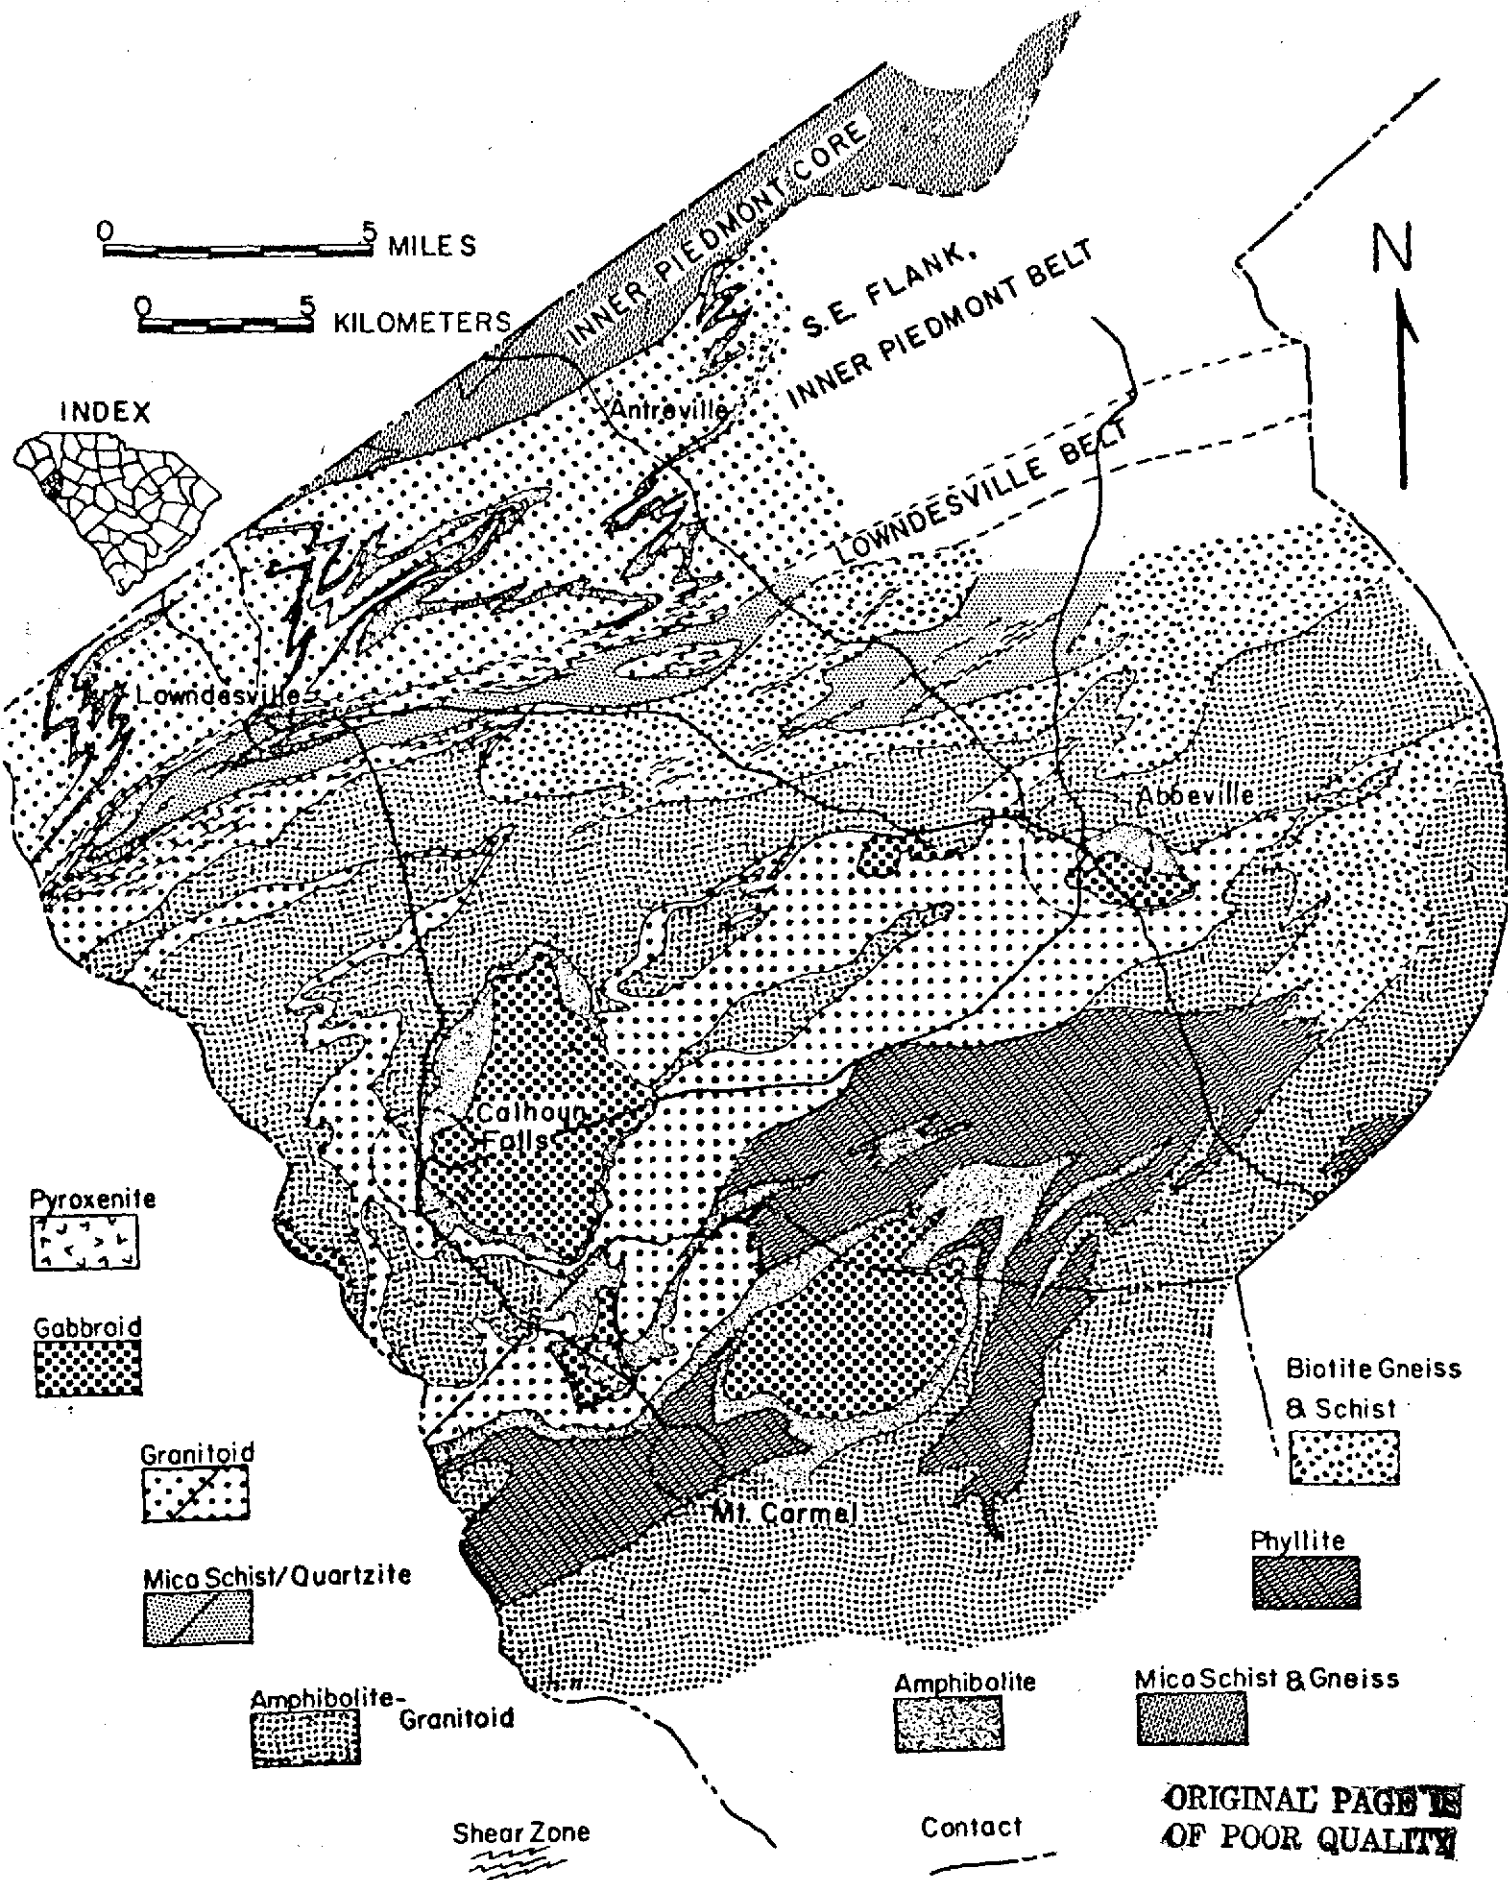 INNER PIEDMONT CORE
0 5 MILES
0 5 KILOMETERS
N
S.E. FLANK,
INNER PIEDMONT BELT
INDEX
Antreville
LOWNDESVILLE BELT
Lowndesville
Abbeville
Calhoun
Falls
Pyroxenite
Gabbroid
Biotite Gneiss
& Schist
Granitoid
Mt. Carmel
Phyllite
Mica Schist/Quartzite
Amphibolite-
Granitoid
Amphibolite
Mica Schist & Gneiss
ORIGINAL PAGE IS
OF POOR QUALITY
Shear Zone
Contact